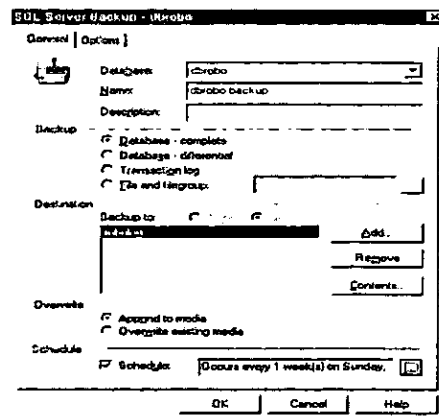 SQL Server Backup - dbrobo
General Options
Database: dbrobo
Name: dbrobo backup
Description:
Backup
Database - complete
Database - differential
Transaction log
File and filegroup:
Destination
Backup to:
Add...
Remove
Contents...
Overwrite
Append to media
Overwrite existing media
Schedule
Schedule: Occurs every 1 week(s) on Sunday,
OK Cancel Help